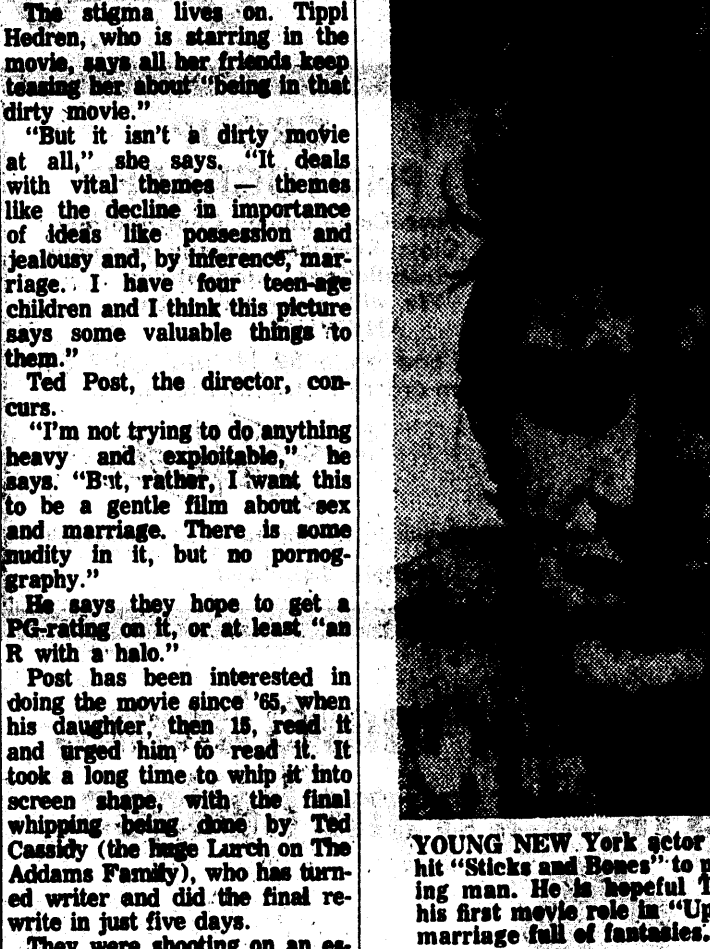 The stigma lives on. Tippi
Hedren, who is starring in the
movie, says all her friends keep
teasing her about "being in that
dirty movie."
"But it isn't a dirty movie
at all," she says. "It deals
with vital themes — themes
like the decline in importance
of ideas like possession and
jealousy and, by inference, mar-
riage. I have four teen-age
children and I think this picture
says some valuable things to
them."
Ted Post, the director, con-
curs.
"I'm not trying to do anything
heavy and exploitable," he
says. "But, rather, I want this
to be a gentle film about sex
and marriage. There is some
nudity in it, but no pornog-
graphy."
He says they hope to get a
PG-rating on it, or at least "an
R with a halo."
Post has been interested in
doing the movie since '65, when
his daughter, then 15, read it
and urged him to read it. It
took a long time to whip it into
screen shape, with the final
whipping being done by Ted
Cassidy (the huge Lurch on The
Addams Family), who has turn-
ed writer and did the final re-
write in just five days.
They were shooting on an es-
YOUNG NEW York actor
hit "Sticks and Bones" to
ing man. He is hopeful
his first movie role in "Up
marriage full of fantasies.